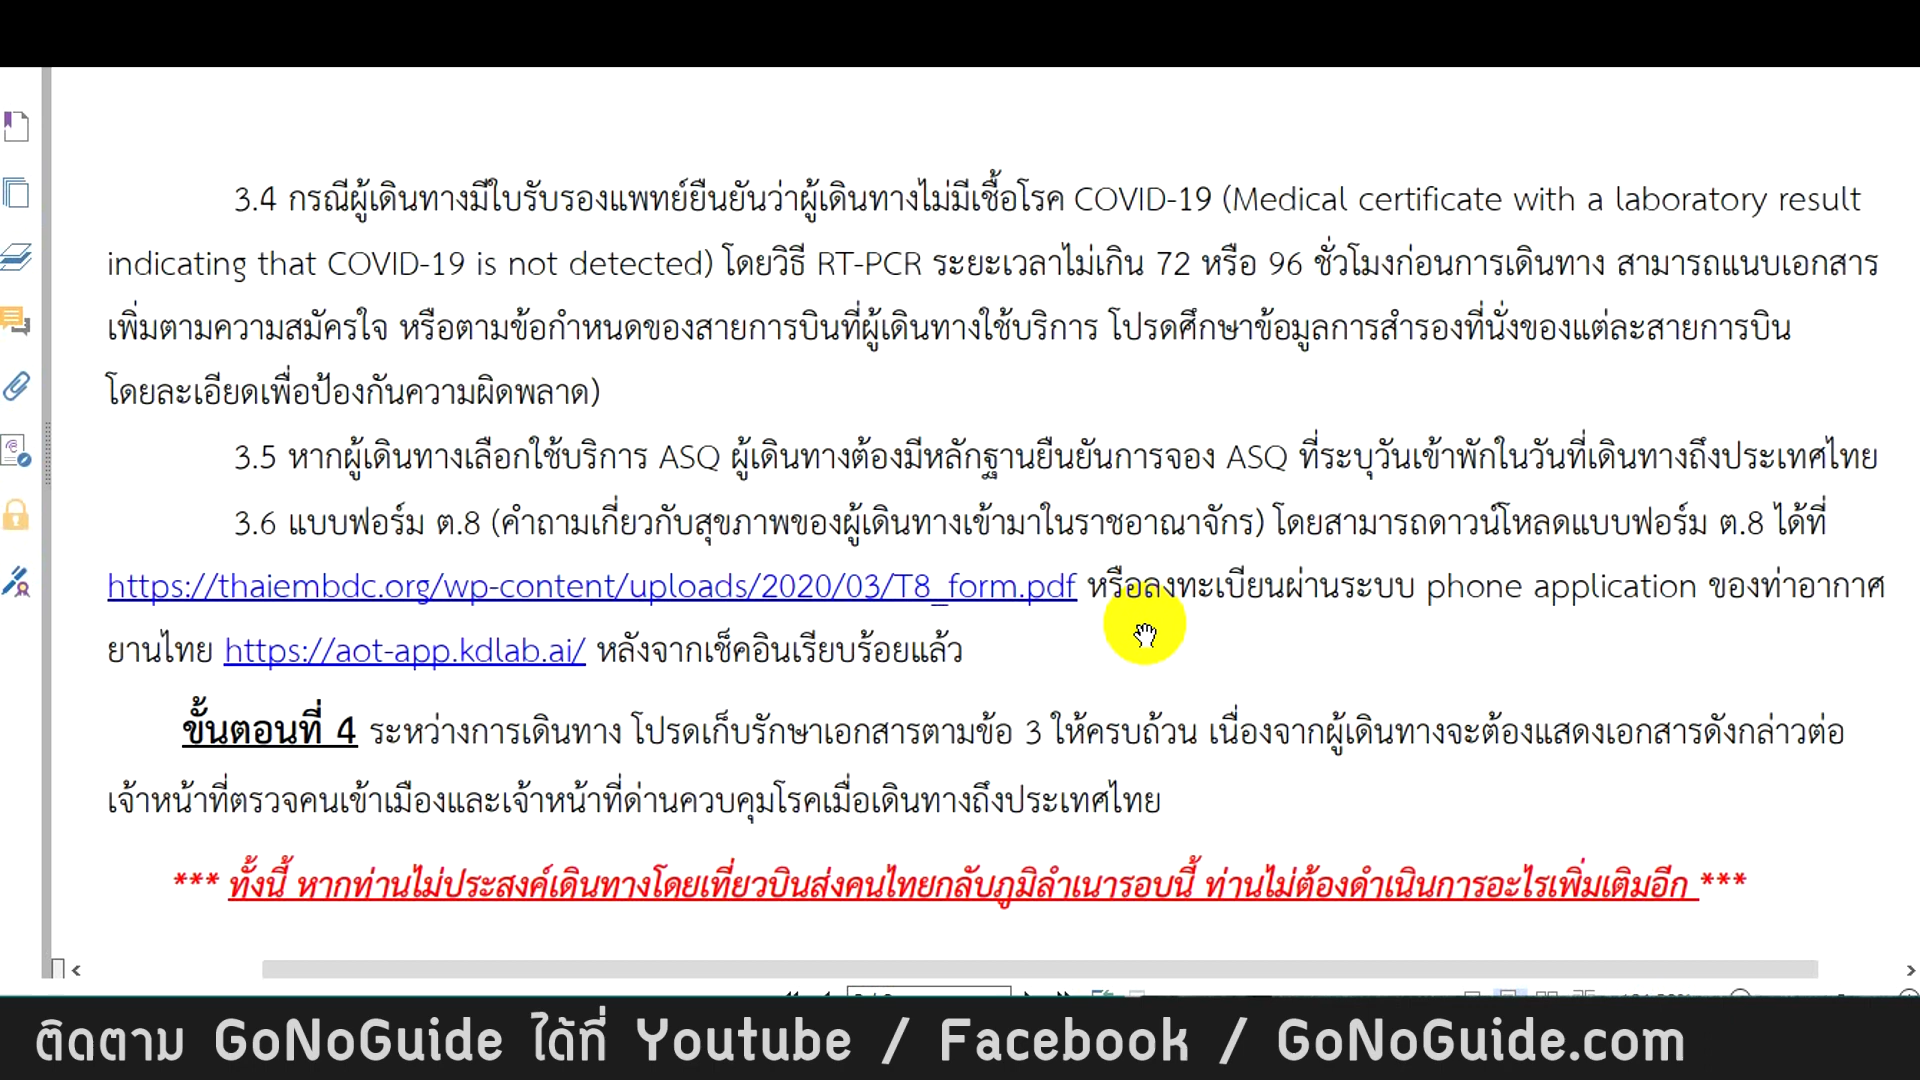 3.4 กรณีผู้เดินทางมีใบรับรองแพทย์ยืนยันว่าผู้เดินทางไม่มีเชื้อโรค COVID-19 (Medical certificate with a laboratory result
indicating that COVID-19 is not detected) โดยวิธี RT-PCR ระยะเวลาไม่เกิน 72 หรือ 96 ชั่วโมงก่อนการเดินทาง สามารถแนบเอกสาร
เพิ่มตามความสมัครใจ หรือตามข้อกำหนดของสายการบินที่ผู้เดินทางใช้บริการ โปรดศึกษาข้อมูลการสำรองที่นั่งของแต่ละสายการบิน
โดยละเอียดเพื่อป้องกันความผิดพลาด)
3.5 หากผู้เดินทางเลือกใช้บริการ ASQ ผู้เดินทางต้องมีหลักฐานยืนยันการจอง ASQ ที่ระบุวันเข้าพักในวันที่เดินทางถึงประเทศไทย
3.6 แบบฟอร์ม ต.8 (คำถามเกี่ยวกับสุขภาพของผู้เดินทางเข้ามาในราชอาณาจักร) โดยสามารถดาวน์โหลดแบบฟอร์ม ต.8 ได้ที่
https://thaiembdc.org/wp-content/uploads/2020/03/T8_form.pdf หรือลงทะเบียนผ่านระบบ phone application ของท่าอากาศ
ยานไทย https://aot-app.kdlab.ai/ หลังจากเช็คอินเรียบร้อยแล้ว
ขั้นตอนที่ 4 ระหว่างการเดินทาง โปรดเก็บรักษาเอกสารตามข้อ 3 ให้ครบถ้วน เนื่องจากผู้เดินทางจะต้องแสดงเอกสารดังกล่าวต่อ
เจ้าหน้าที่ตรวจคนเข้าเมืองและเจ้าหน้าที่ด่านควบคุมโรคเมื่อเดินทางถึงประเทศไทย
*** ทั้งนี้ หากท่านไม่ประสงค์เดินทางโดยเที่ยวบินส่งคนไทยกลับภูมิลำเนารอบนี้ ท่านไม่ต้องดำเนินการอะไรเพิ่มเติมอีก ***
ติดตาม GoNoGuide ได้ที่ Youtube / Facebook / GoNoGuide.com